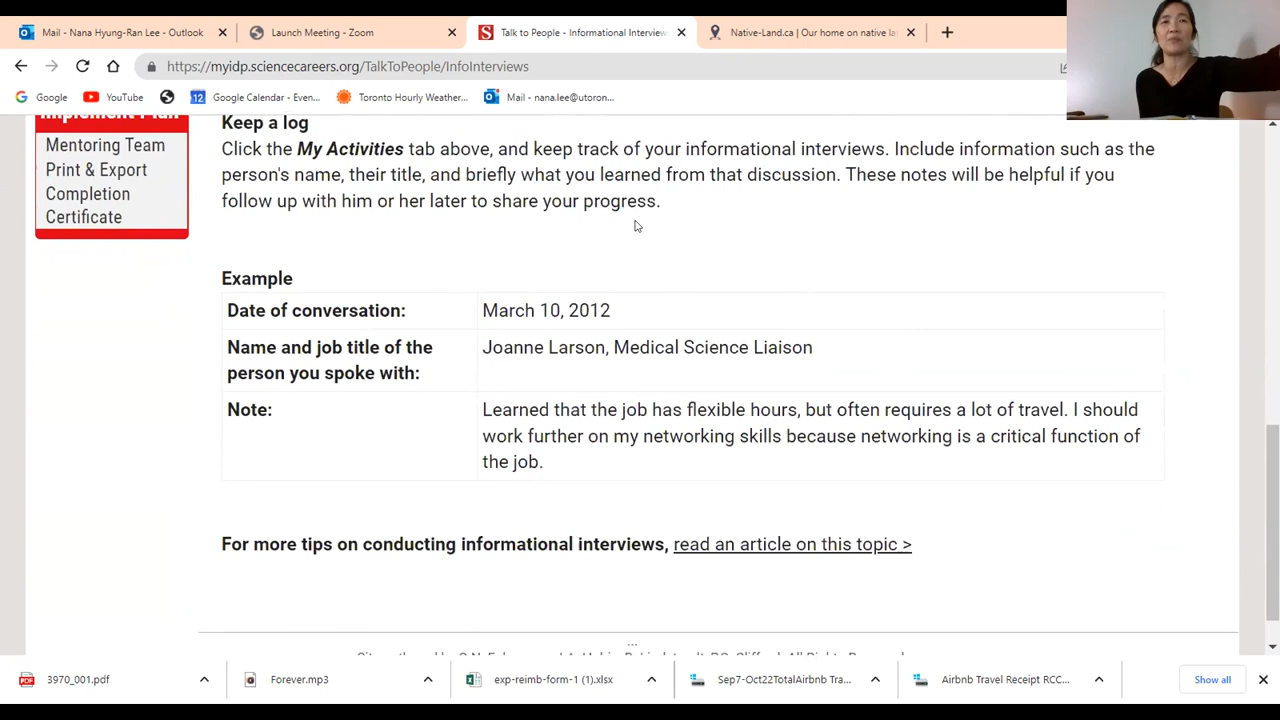 Mail - Nana Hyung-Ran Lee - Outlook
Launch Meeting - Zoom
Talk to People - Informational Interview
Native-Land.ca | Our home on native la
https://myidp.sciencecareers.org/TalkToPeople/InfoInterviews
Google
YouTube
Google Calendar - Even...
Toronto Hourly Weather...
Mail - nana.lee@utoron...
Implement Plan
Mentoring Team
Print & Export
Completion
Certificate
Keep a log
Click the My Activities tab above, and keep track of your informational interviews. Include information such as the
person's name, their title, and briefly what you learned from that discussion. These notes will be helpful if you
follow up with him or her later to share your progress.
Example
Date of conversation: March 10, 2012
Name and job title of the Joanne Larson, Medical Science Liaison
person you spoke with:
Note: Learned that the job has flexible hours, but often requires a lot of travel. I should
work further on my networking skills because networking is a critical function of
the job.
For more tips on conducting informational interviews, read an article on this topic >
3970_001.pdf
Forever.mp3
exp-reimb-form-1 (1).xlsx
Sep7-Oct22TotalAirbnb Tra...
Airbnb Travel Receipt RCC...
Show all